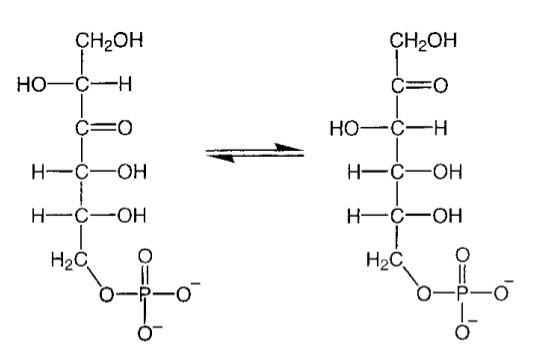 CH₂OH
HO—C—H
C=O
H—C—OH
H—C—OH
H₂C
O
O—P—O⁻
O⁻
CH₂OH
C=O
HO—C—H
H—C—OH
H—C—OH
H₂C
O
O—P—O⁻
O⁻